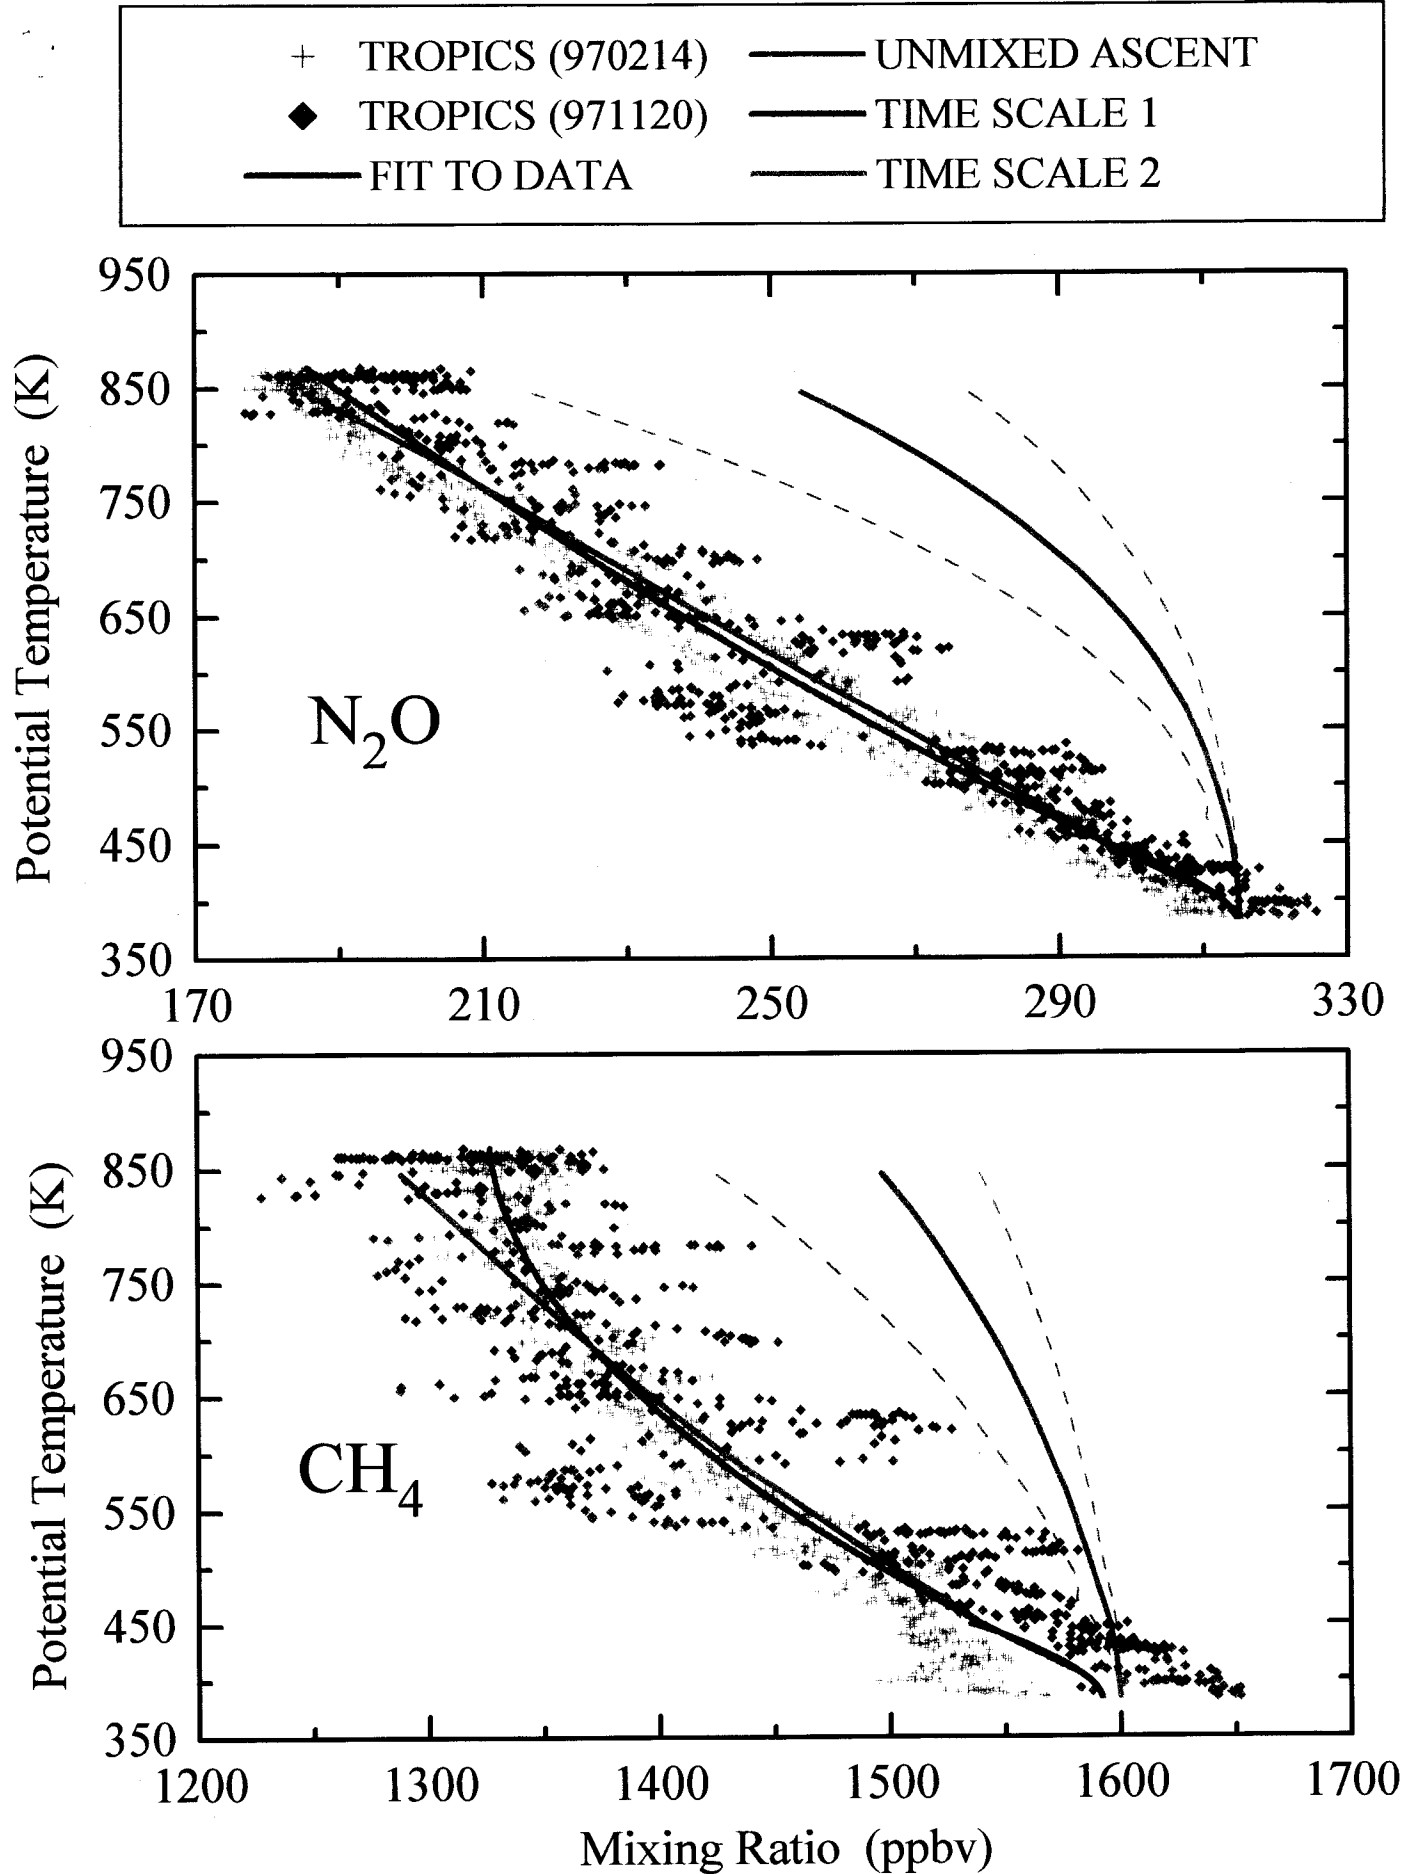 TROPICS (970214) UNMIXED ASCENT
TROPICS (971120) TIME SCALE 1
FIT TO DATA TIME SCALE 2
950
850
750
650
550
450
350
Potential Temperature (K)
N2O
170 210 250 290 330
950
850
750
650
550
450
350
Potential Temperature (K)
CH4
1200 1300 1400 1500 1600 1700
Mixing Ratio (ppbv)